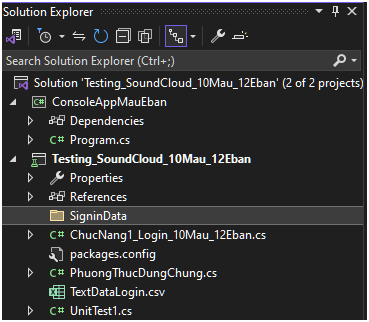 Solution Explorer
Search Solution Explorer (Ctrl+;)
Solution 'Testing_SoundCloud_10Mau_12Eban' (2 of 2 projects)
C# ConsoleAppMauEban
Dependencies
C# Program.cs
Testing_SoundCloud_10Mau_12Eban
Properties
References
SigninData
C# ChucNang1_Login_10Mau_12Eban.cs
packages.config
C# PhuongThucDungChung.cs
TextDataLogin.csv
C# UnitTest1.cs